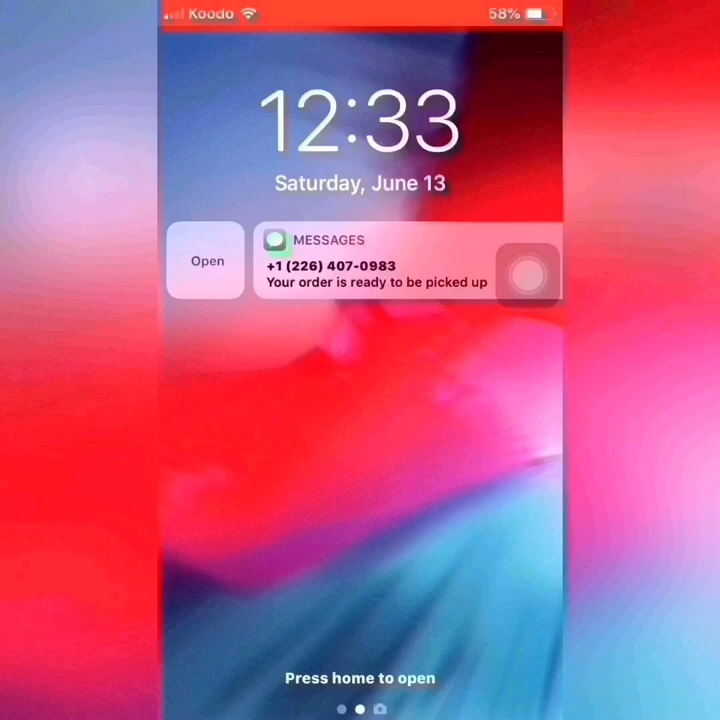 Koodo 58%
12:33
Saturday, June 13
Open
MESSAGES
+1 (226) 407-0983
Your order is ready to be picked up
Press home to open